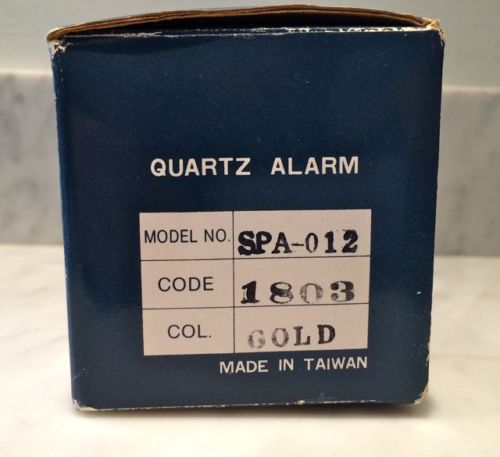 QUARTZ ALARM
MODEL NO. SPA-012
CODE 1803
COL. GOLD
MADE IN TAIWAN